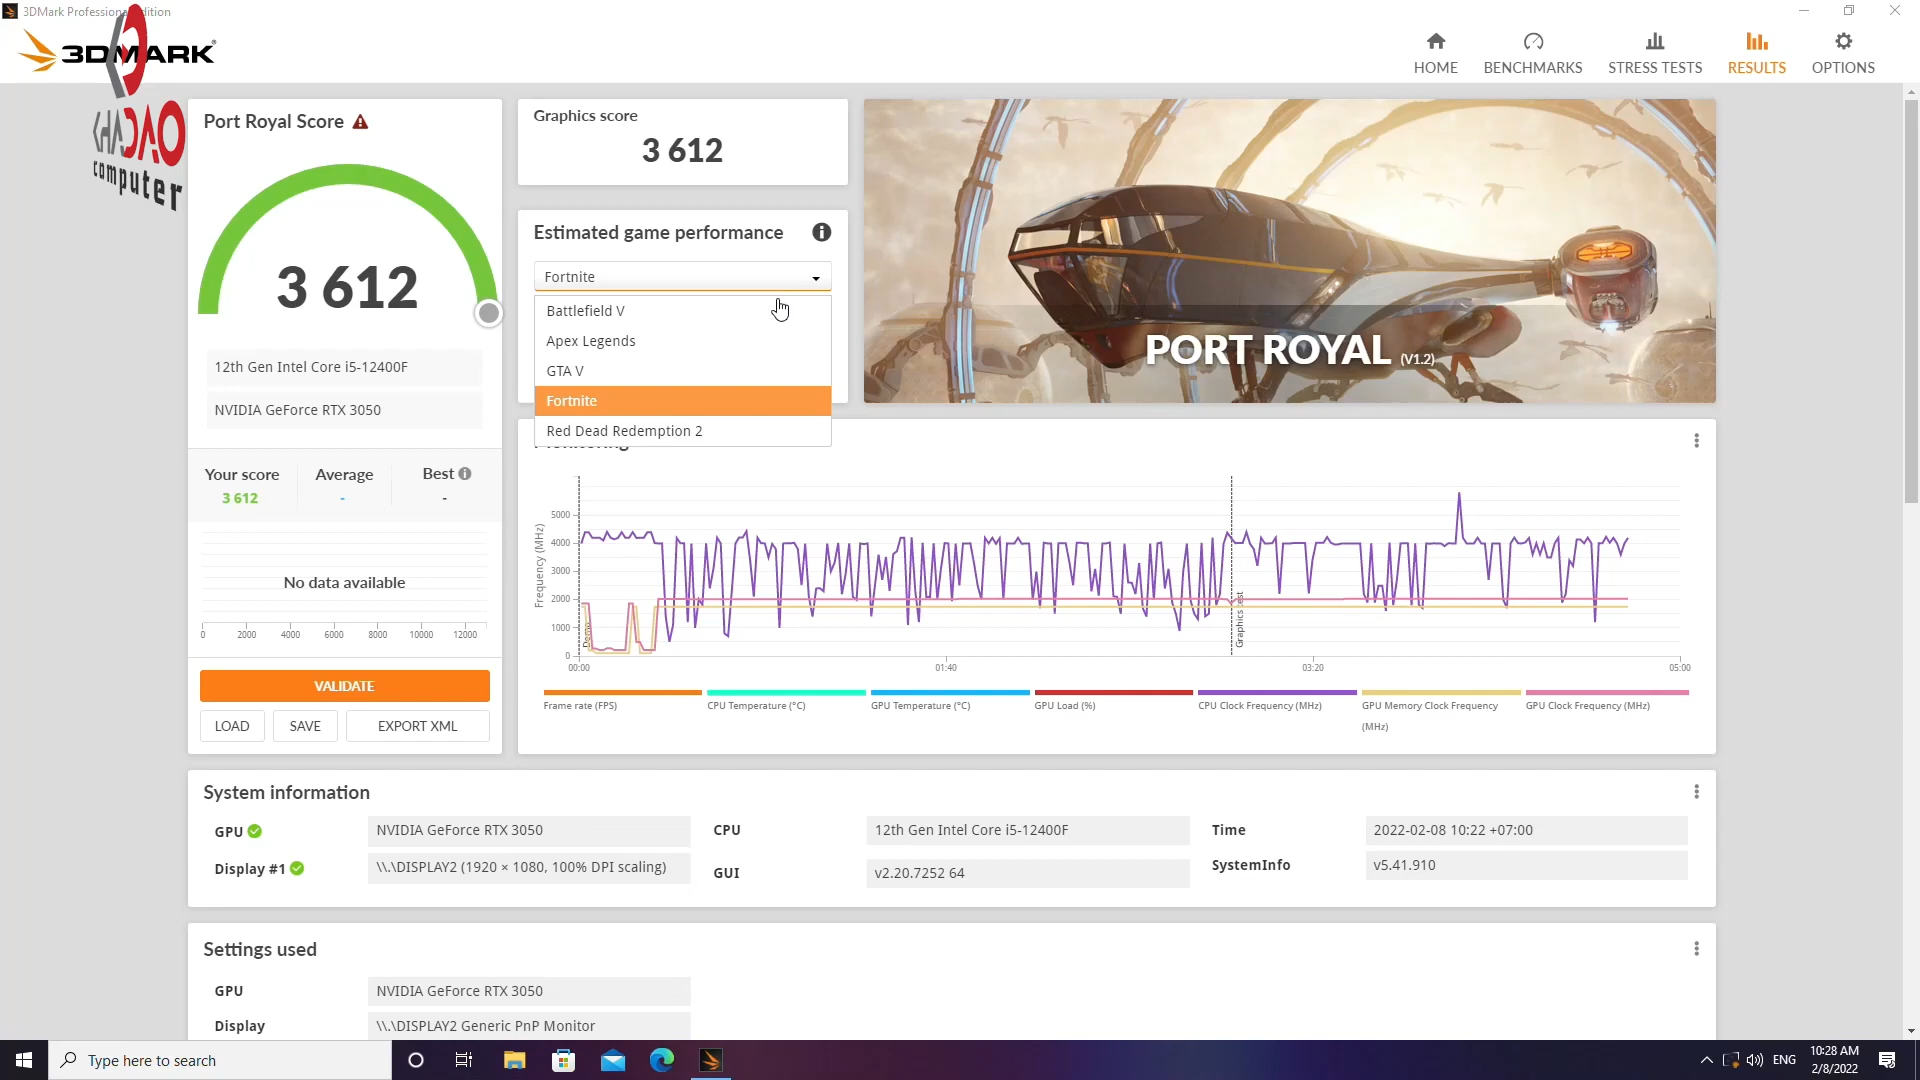 3DMark Professional Edition
3DMARK
HOME
BENCHMARKS
STRESS TESTS
RESULTS
OPTIONS
KHA DAO
computer
Port Royal Score
3 612
12th Gen Intel Core i5-12400F
NVIDIA GeForce RTX 3050
Your score
Average
Best
3 612
-
-
No data available
0 2000 4000 6000 8000 10000 12000
VALIDATE
LOAD
SAVE
EXPORT XML
Graphics score
3 612
Estimated game performance
Fortnite
Battlefield V
Apex Legends
GTA V
Fortnite
Red Dead Redemption 2
PORT ROYAL (V1.2)
Monitoring
Frequency (MHz)
5000
4000
3000
2000
1000
0
Demo
Graphics test
00:00 01:40 03:20 05:00
Frame rate (FPS)
CPU Temperature (°C)
GPU Temperature (°C)
GPU Load (%)
CPU Clock Frequency (MHz)
GPU Memory Clock Frequency
(MHz)
GPU Clock Frequency (MHz)
System information
GPU
NVIDIA GeForce RTX 3050
CPU
12th Gen Intel Core i5-12400F
Time
2022-02-08 10:22 +07:00
Display #1
\\.\DISPLAY2 (1920 × 1080, 100% DPI scaling)
GUI
v2.20.7252 64
SystemInfo
v5.41.910
Settings used
GPU
NVIDIA GeForce RTX 3050
Display
\\.\DISPLAY2 Generic PnP Monitor
Type here to search
ENG
10:28 AM
2/8/2022